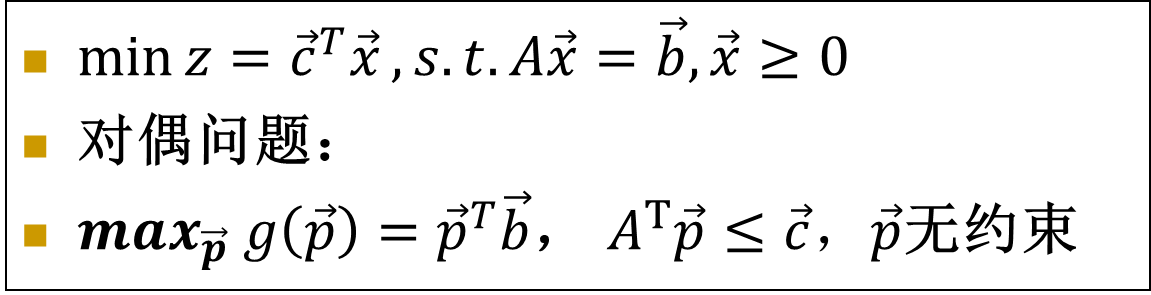 ■ min z = c⃗ᵀx⃗ , s.t. Ax⃗ = b⃗, x⃗ ≥ 0
■ 对偶问题：
■ max_p⃗ g(p⃗) = p⃗ᵀb⃗， Aᵀp⃗ ≤ c⃗，p⃗无约束